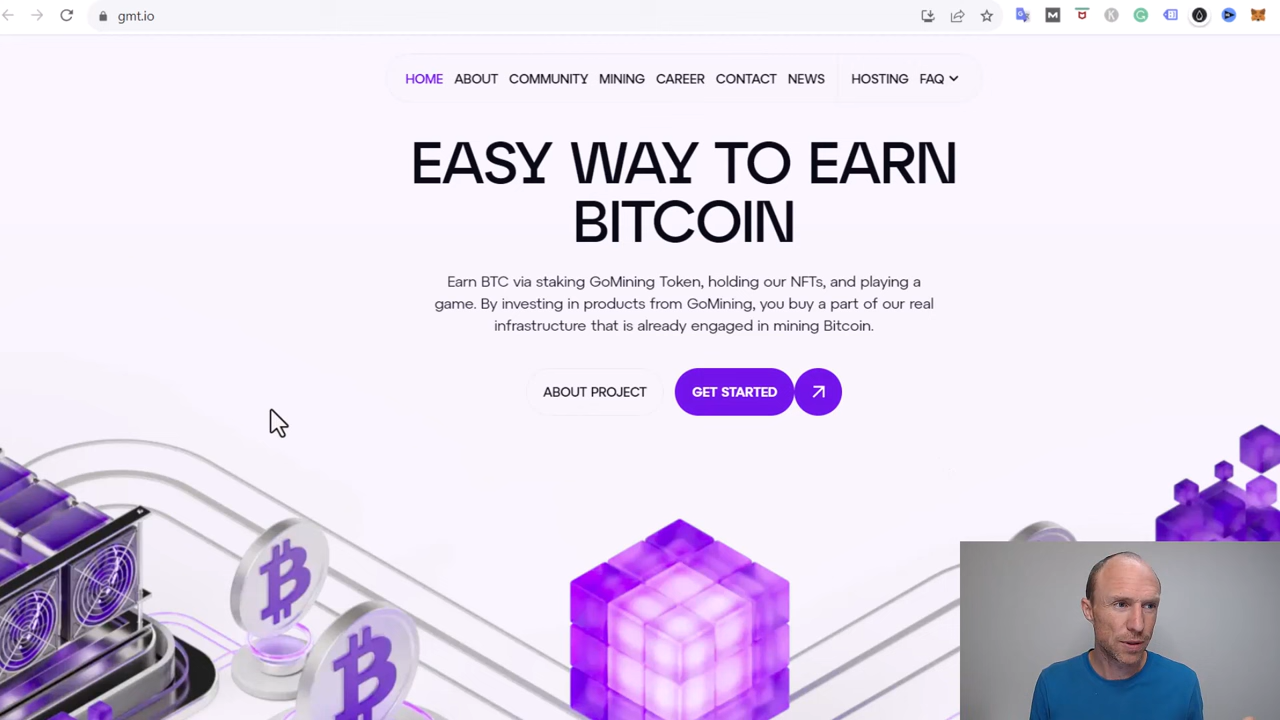 gmt.io
HOME ABOUT COMMUNITY MINING CAREER CONTACT NEWS HOSTING FAQ
EASY WAY TO EARN
BITCOIN
Earn BTC via staking GoMining Token, holding our NFTs, and playing a
game. By investing in products from GoMining, you buy a part of our real
infrastructure that is already engaged in mining Bitcoin.
ABOUT PROJECT GET STARTED